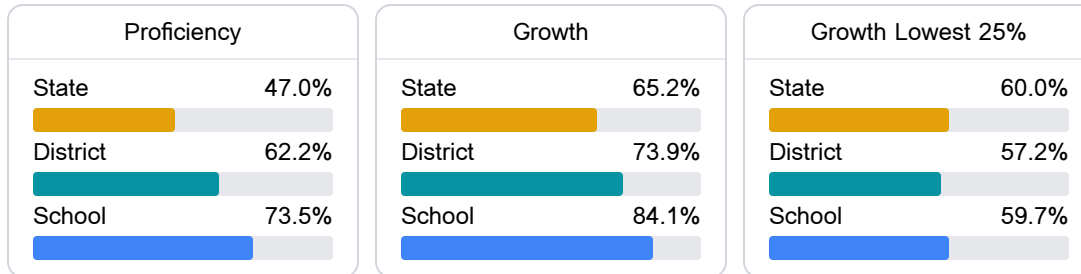 Proficiency
State 47.0%
District 62.2%
School 73.5%
Growth
State 65.2%
District 73.9%
School 84.1%
Growth Lowest 25%
State 60.0%
District 57.2%
School 59.7%